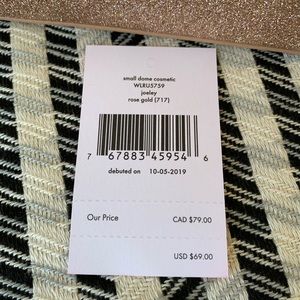 small dome cosmetic
WLRU5759
joeley
rose gold (717)
7 67883 45954 6
debuted on 10-05-2019
Our Price CAD $79.00
USD $69.00